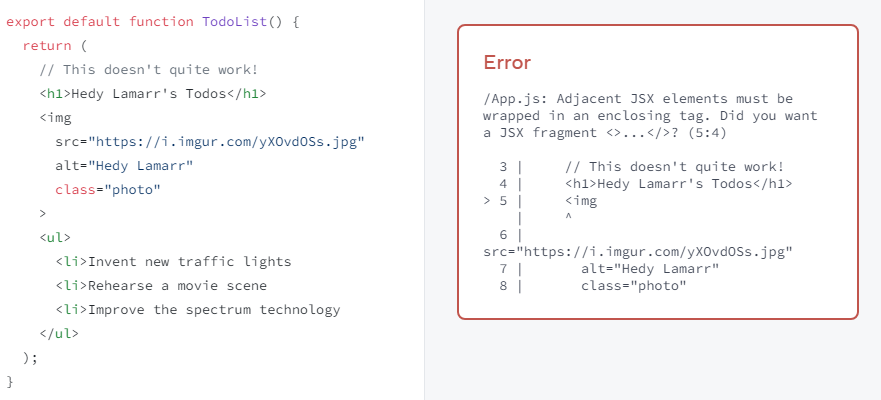 export default function TodoList() {
  return (
    // This doesn't quite work!
    <h1>Hedy Lamarr's Todos</h1>
    <img
      src="https://i.imgur.com/yXOvdOSs.jpg"
      alt="Hedy Lamarr"
      class="photo"
    >
    <ul>
      <li>Invent new traffic lights
      <li>Rehearse a movie scene
      <li>Improve the spectrum technology
    </ul>
  );
}
Error
/App.js: Adjacent JSX elements must be
wrapped in an enclosing tag. Did you want
a JSX fragment <>...</>? (5:4)
  3 |     // This doesn't quite work!
  4 |     <h1>Hedy Lamarr's Todos</h1>
> 5 |     <img
    |     ^
  6 |
src="https://i.imgur.com/yXOvdOSs.jpg"
  7 |       alt="Hedy Lamarr"
  8 |       class="photo"